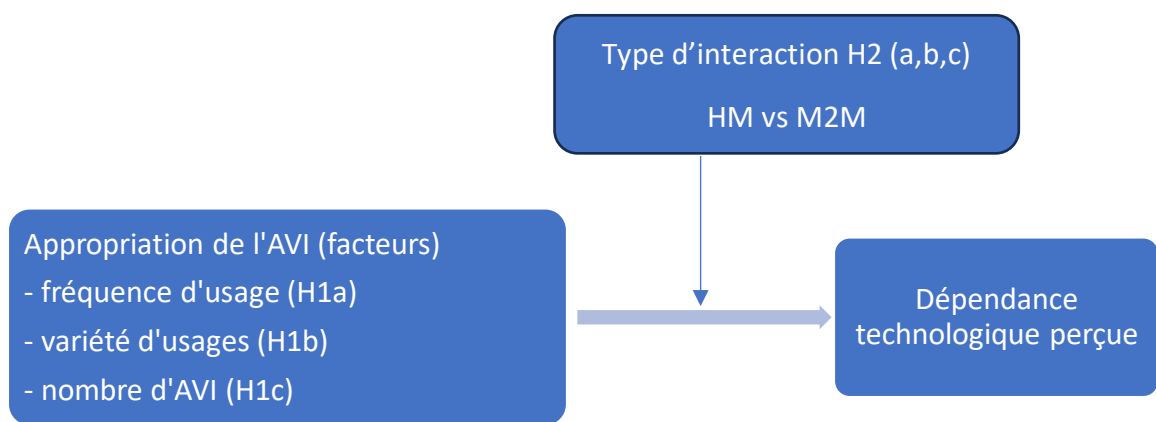 Type d’interaction H2 (a,b,c)
HM vs M2M
Appropriation de l'AVI (facteurs)
- fréquence d'usage (H1a)
- variété d'usages (H1b)
- nombre d'AVI (H1c)
Dépendance
technologique perçue